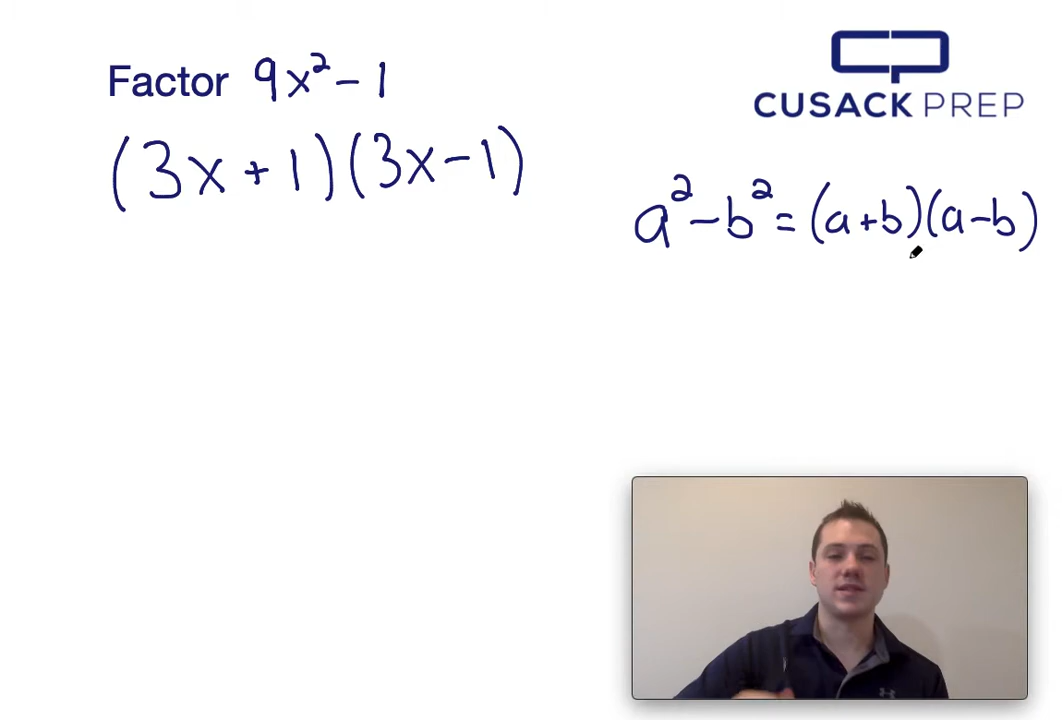 Factor 9x² − 1
(3x + 1)(3x − 1)
CUSACK PREP
a² − b² = (a + b)(a − b)